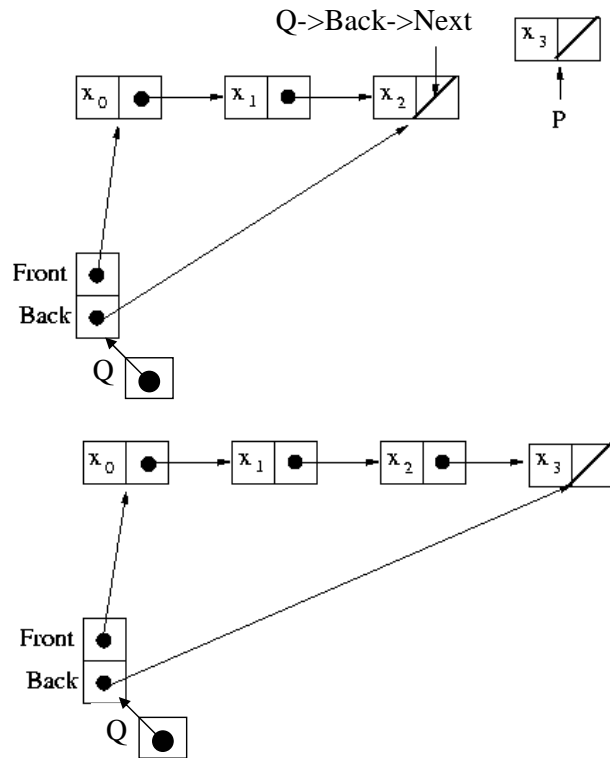 Q->Back->Next
x3
P
x0 x1 x2
Front
Back
Q
x0 x1 x2 x3
Front
Back
Q